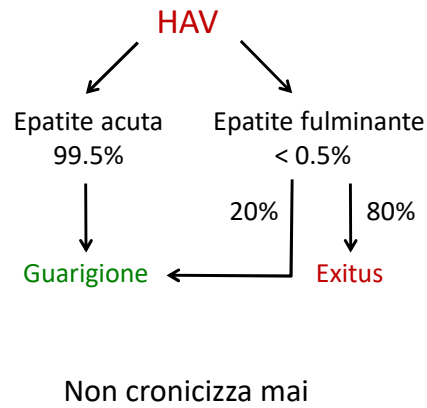 HAV
Epatite acuta
99.5%
Epatite fulminante
< 0.5%
20%
80%
Guarigione
Exitus
Non cronicizza mai